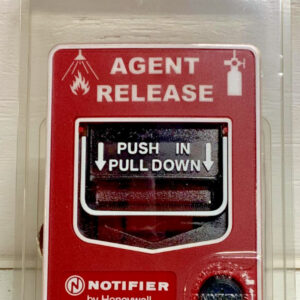 AGENT
RELEASE
PUSH IN
PULL DOWN
NOTIFIER
by Honeywell